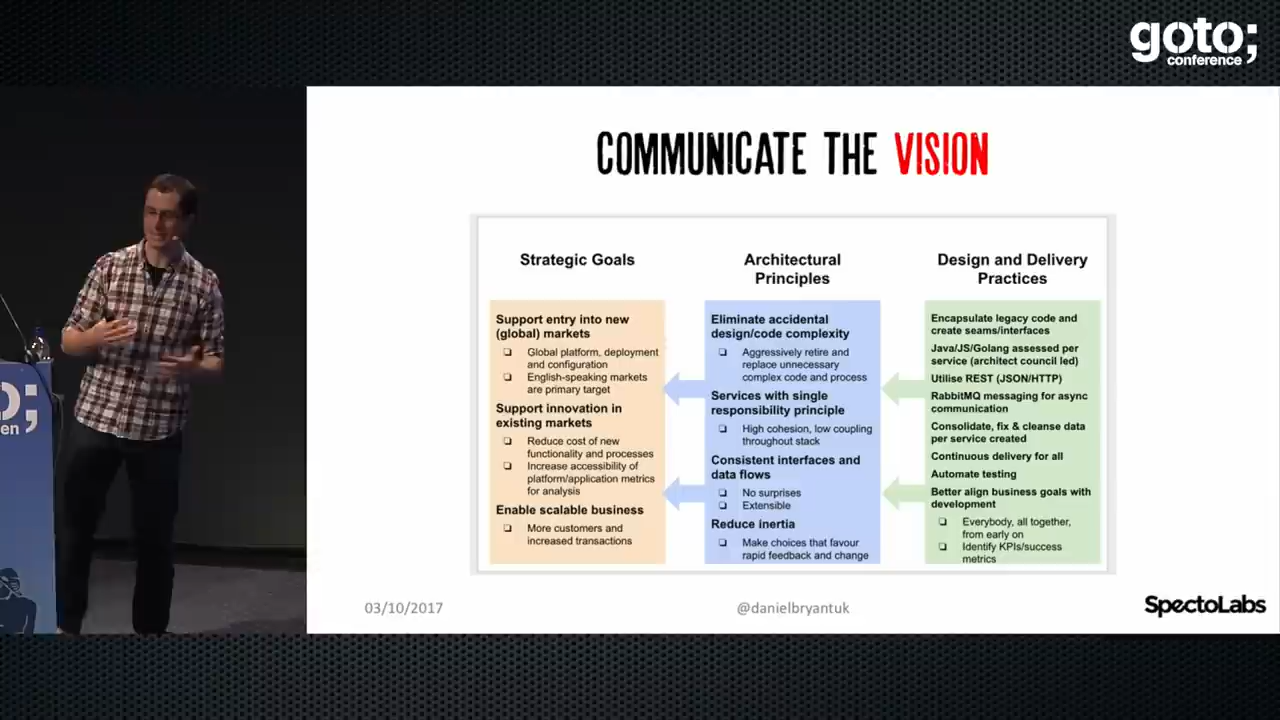 goto;
conference
COMMUNICATE THE VISION
Strategic Goals
Support entry into new
(global) markets
Global platform, deployment
and configuration
English-speaking markets
are primary target
Support innovation in
existing markets
Reduce cost of new
functionality and processes
Increase accessibility of
platform/application metrics
for analysis
Enable scalable business
More customers and
increased transactions
Architectural
Principles
Eliminate accidental
design/code complexity
Aggressively retire and
replace unnecessary
complex code and process
Services with single
responsibility principle
High cohesion, low coupling
throughout stack
Consistent interfaces and
data flows
No surprises
Extensible
Reduce inertia
Make choices that favour
rapid feedback and change
Design and Delivery
Practices
Encapsulate legacy code and
create seams/interfaces
Java/JS/Golang assessed per
service (architect council led)
Utilise REST (JSON/HTTP)
RabbitMQ messaging for async
communication
Consolidate, fix & cleanse data
per service created
Continuous delivery for all
Automate testing
Better align business goals with
development
Everybody, all together,
from early on
Identify KPIs/success
metrics
03/10/2017
@danielbryantuk
SpectoLabs